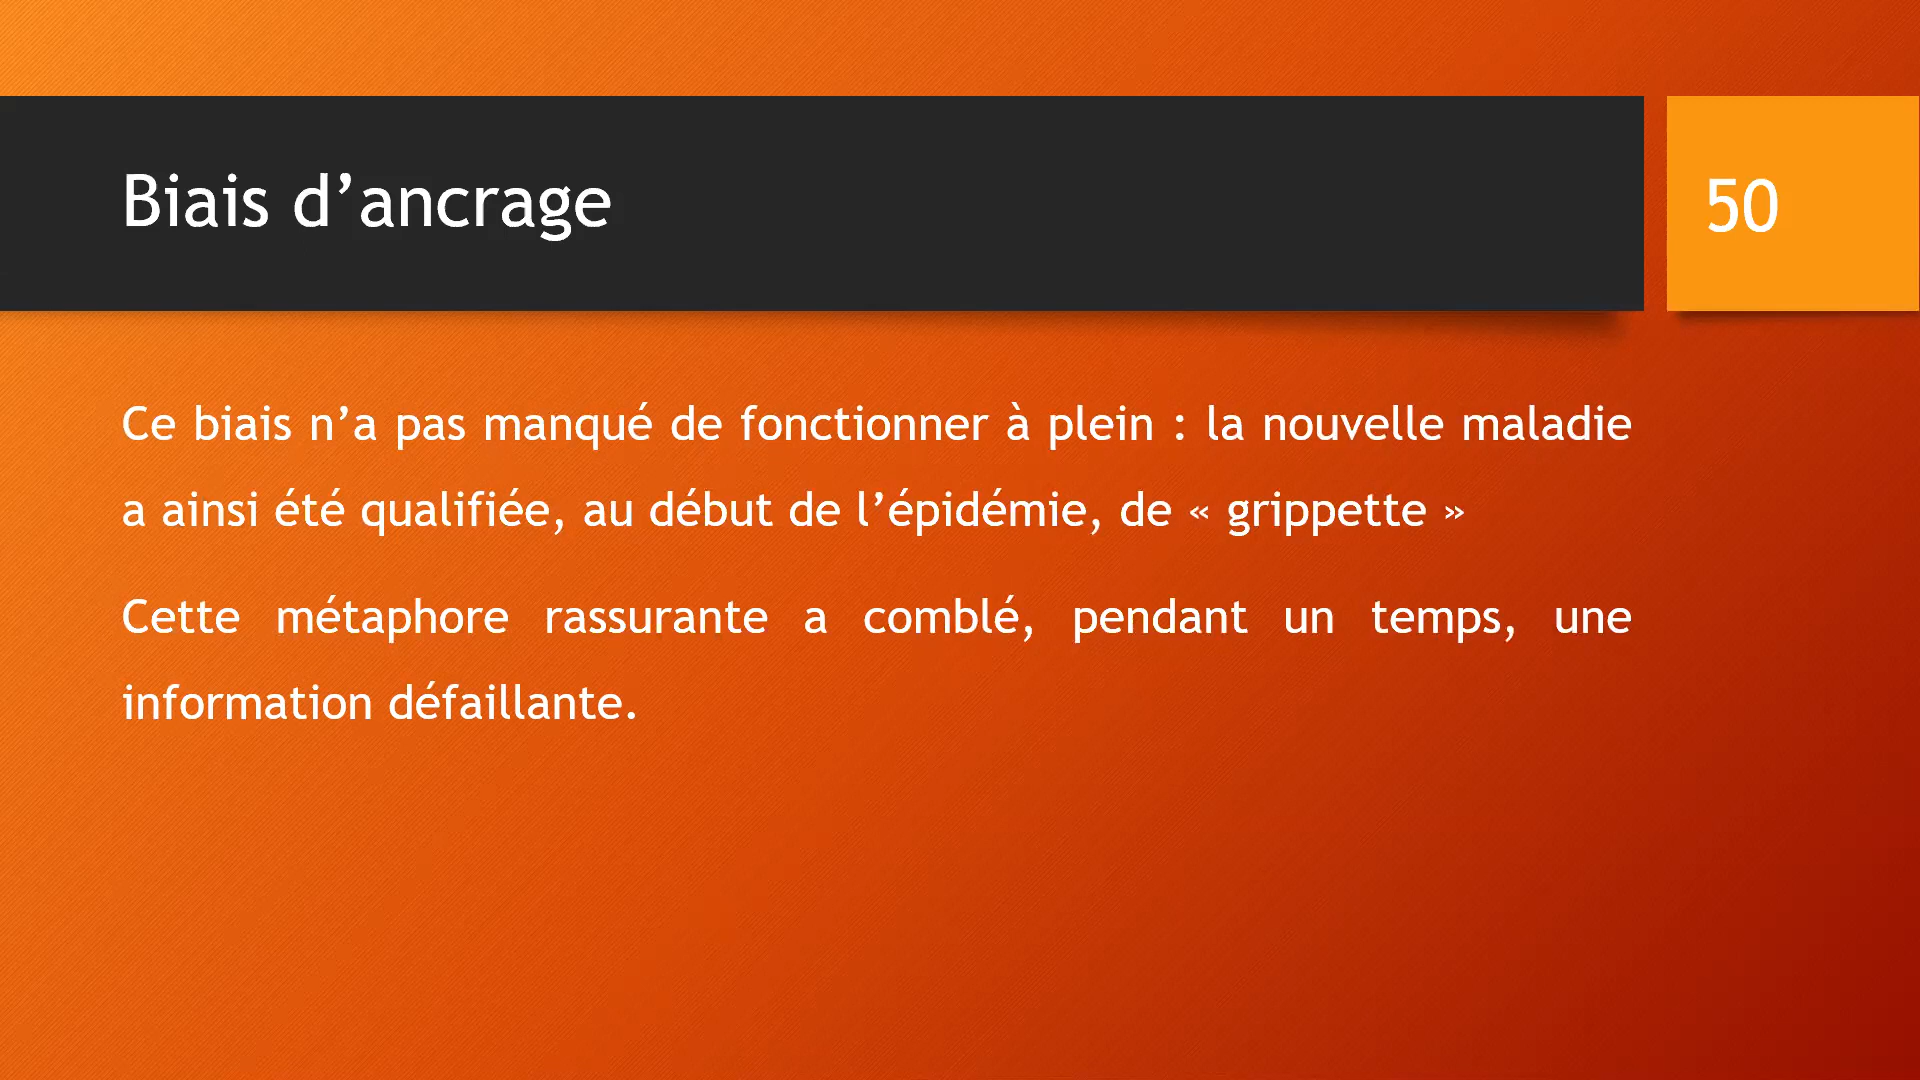 Biais d’ancrage
50
Ce biais n’a pas manqué de fonctionner à plein : la nouvelle maladie
a ainsi été qualifiée, au début de l’épidémie, de « grippette »
Cette métaphore rassurante a comblé, pendant un temps, une
information défaillante.